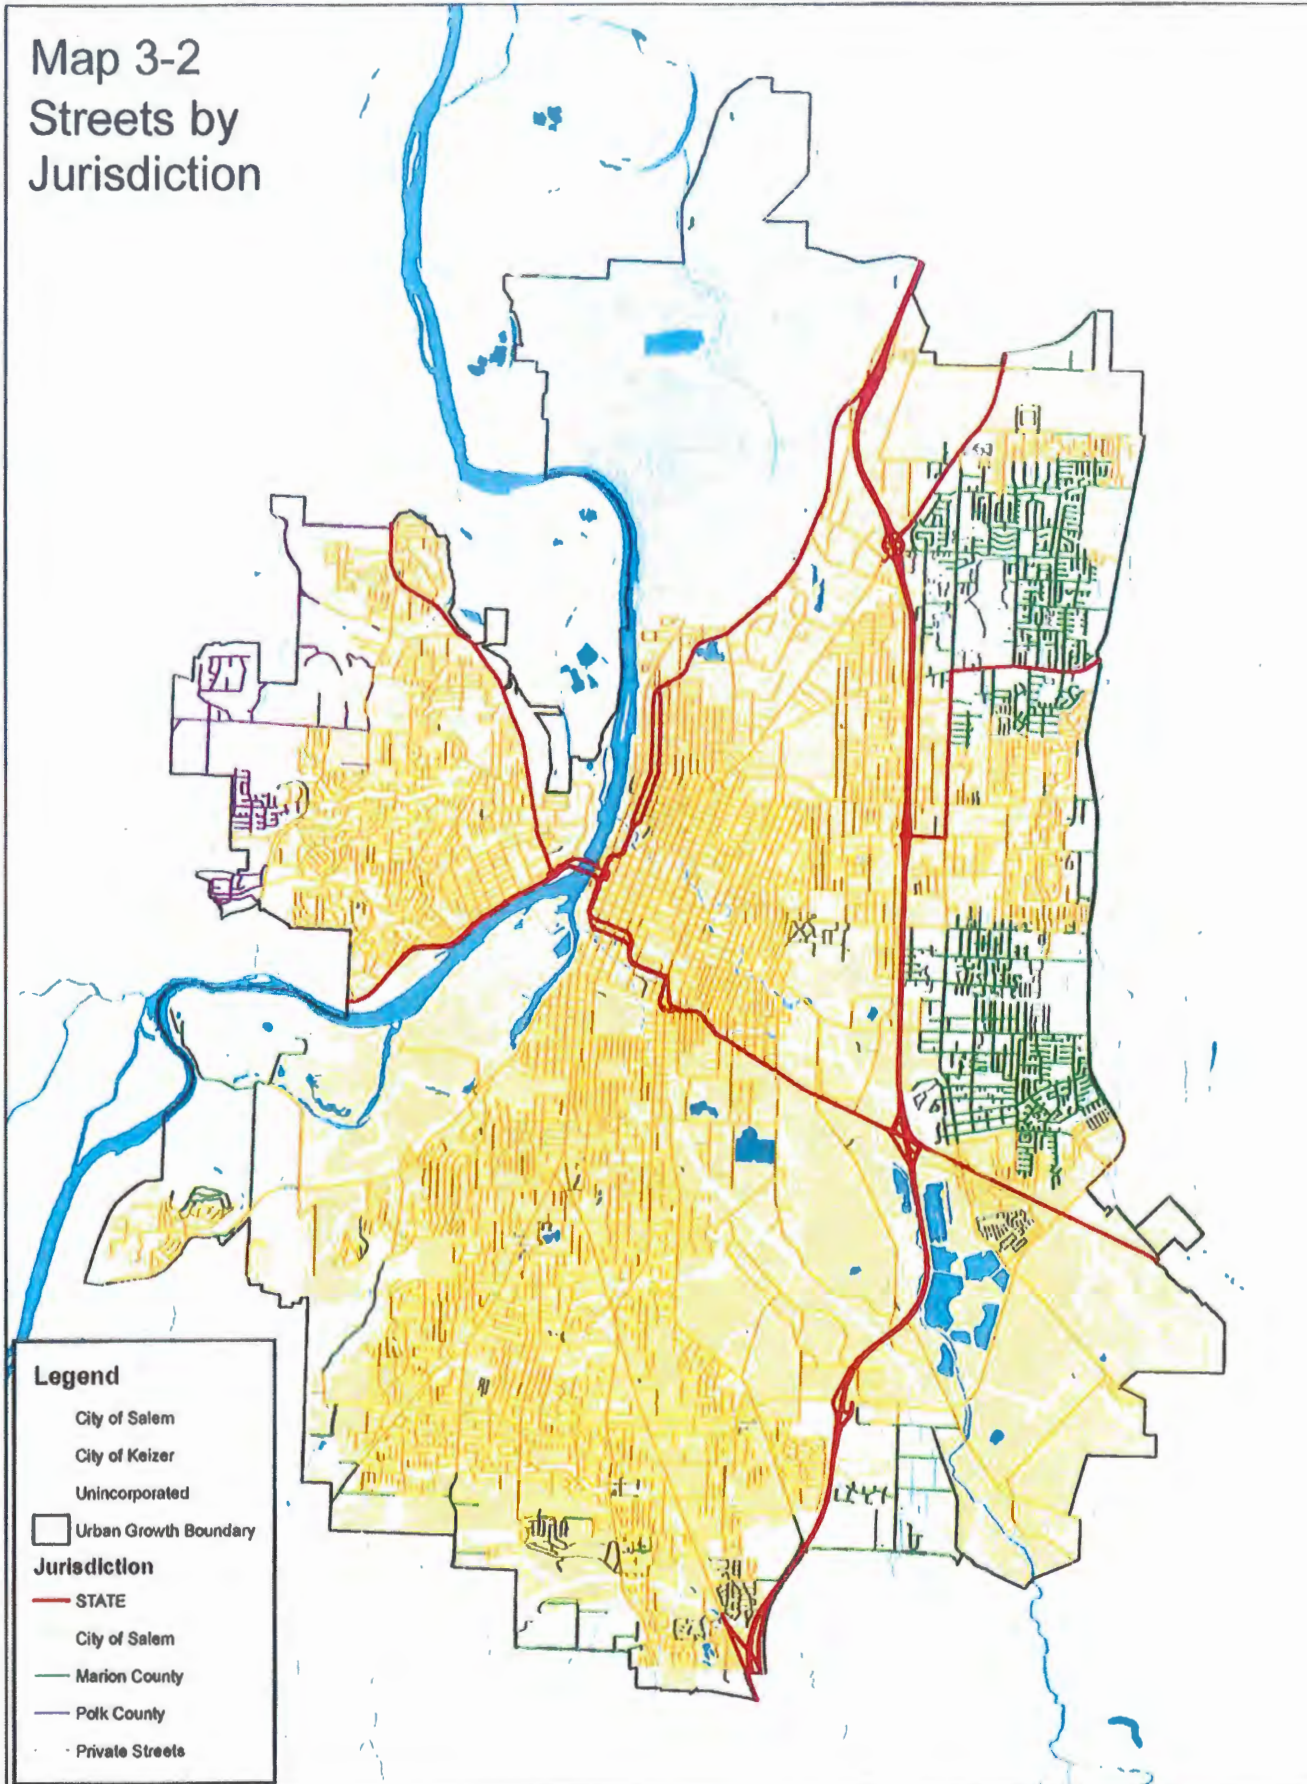 Map 3-2
Streets by
Jurisdiction
Legend
City of Salem
City of Keizer
Unincorporated
Urban Growth Boundary
Jurisdiction
STATE
City of Salem
Marion County
Polk County
Private Streets